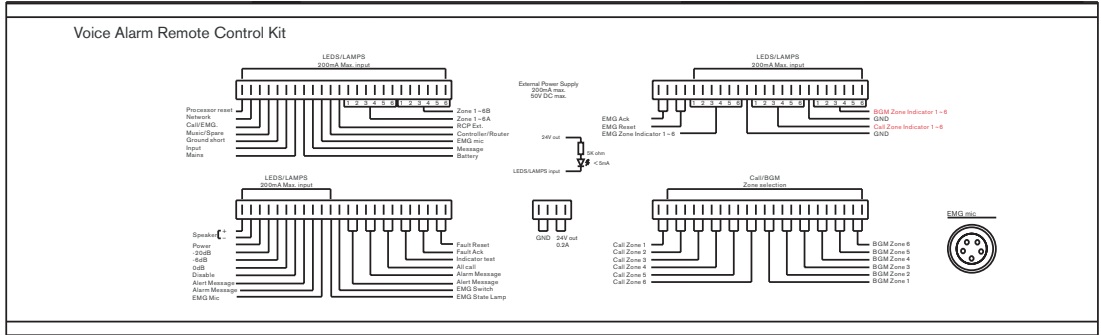 Voice Alarm Remote Control Kit
LEDS/LAMPS
200mA Max. input
1 2 3 4 5 6 1 2 3 4 5 6
Processor reset
Network
Call/EMG.
Music/Spare
Ground short
Input
Mains
Zone 1~6B
Zone 1~6A
RCP Ext.
Controller/Router
EMG mic
Message
Battery
External Power Supply
200mA max.
50V DC max.
24V out
5K ohm
< 5mA
LEDS/LAMPS input
LEDS/LAMPS
200mA Max. input
1 2 3 4 5 6 1 2 3 4 5 6 1 2 3 4 5 6
EMG Ack
EMG Reset
EMG Zone Indicator 1~6
BGM Zone Indicator 1~6
GND
Call Zone Indicator 1~6
GND
LEDS/LAMPS
200mA Max. input
Speaker + −
Power
-20dB
-6dB
0dB
Disable
Alert Message
Alarm Message
EMG Mic
Fault Reset
Fault Ack
Indicator test
All call
Alarm Message
Alert Message
EMG Switch
EMG State Lamp
GND 24V out
0.2A
Call/BGM
Zone selection
Call Zone 1
Call Zone 2
Call Zone 3
Call Zone 4
Call Zone 5
Call Zone 6
BGM Zone 6
BGM Zone 5
BGM Zone 4
BGM Zone 3
BGM Zone 2
BGM Zone 1
EMG mic